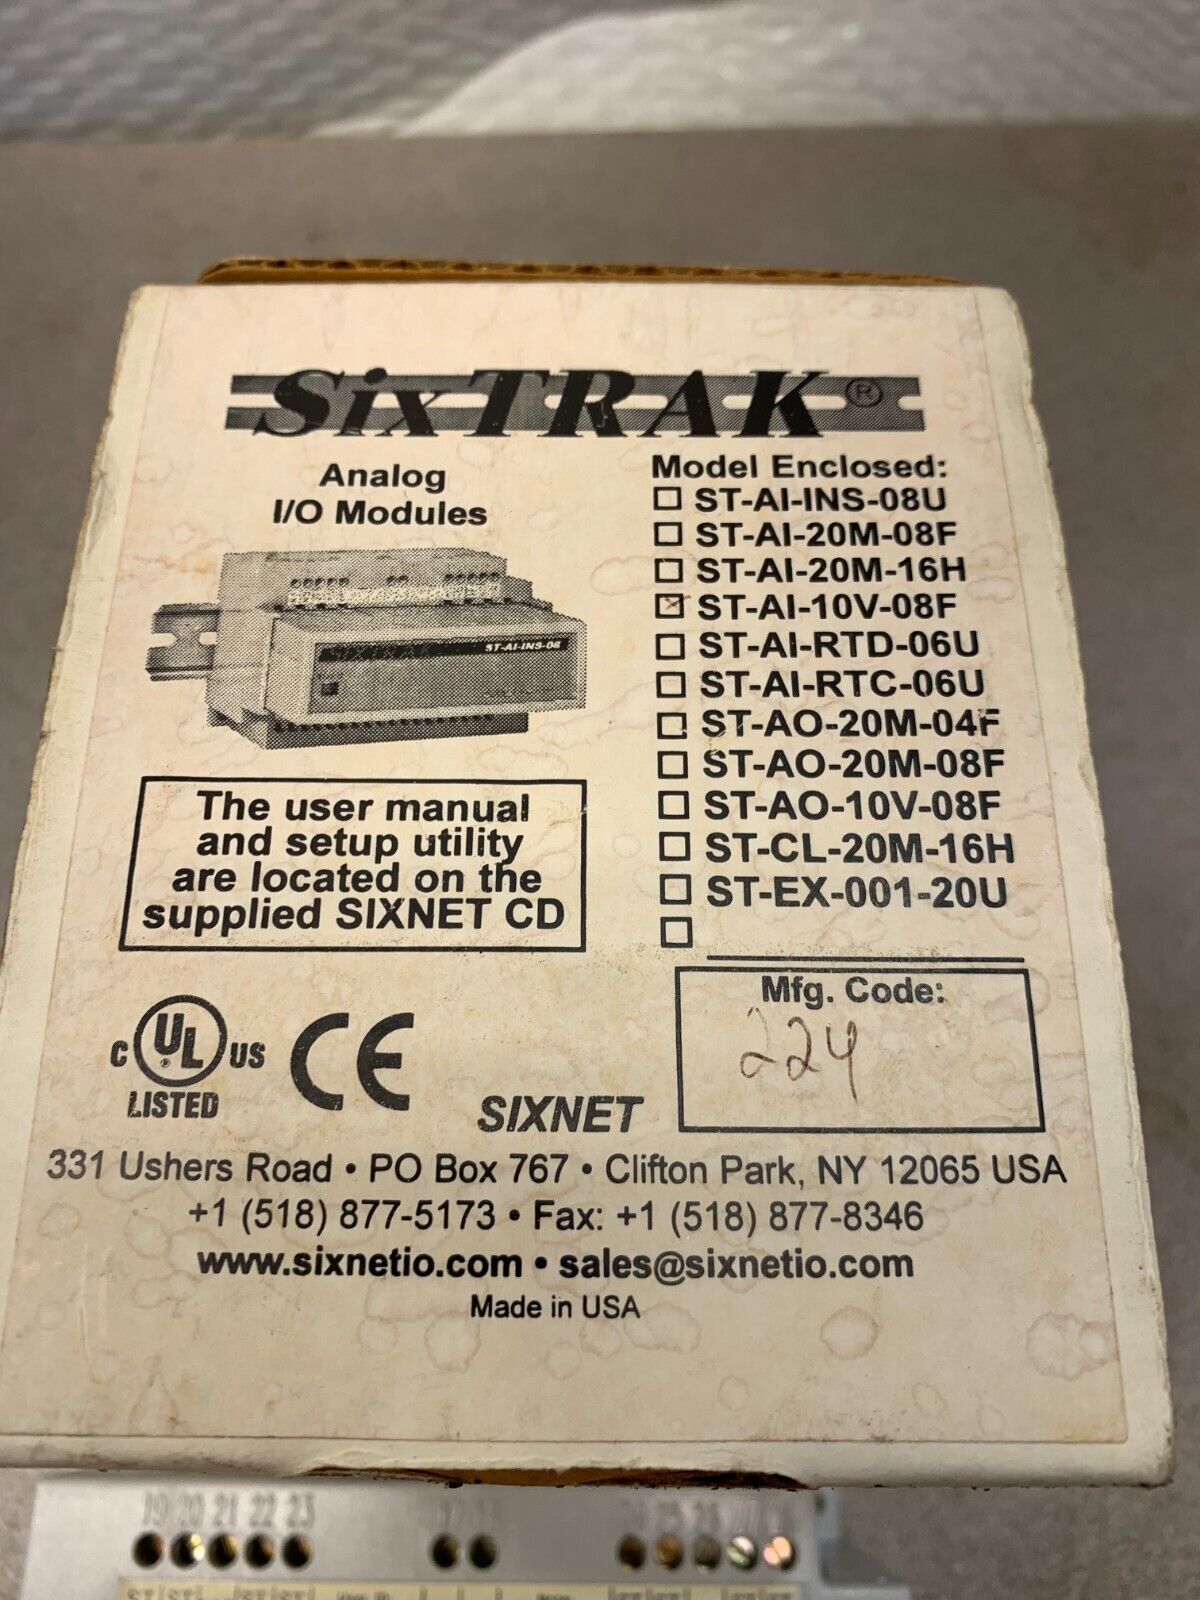 SixTRAK®
Analog
I/O Modules
ST-AI-INS-08
The user manual
and setup utility
are located on the
supplied SIXNET CD
Model Enclosed:
ST-AI-INS-08U
ST-AI-20M-08F
ST-AI-20M-16H
ST-AI-10V-08F
ST-AI-RTD-06U
ST-AI-RTC-06U
ST-AO-20M-04F
ST-AO-20M-08F
ST-AO-10V-08F
ST-CL-20M-16H
ST-EX-001-20U
Mfg. Code:
224
C UL® US
LISTED
CE
SIXNET
331 Ushers Road • PO Box 767 • Clifton Park, NY 12065 USA
+1 (518) 877-5173 • Fax: +1 (518) 877-8346
www.sixnetio.com • sales@sixnetio.com
Made in USA
19 20 21 22 23